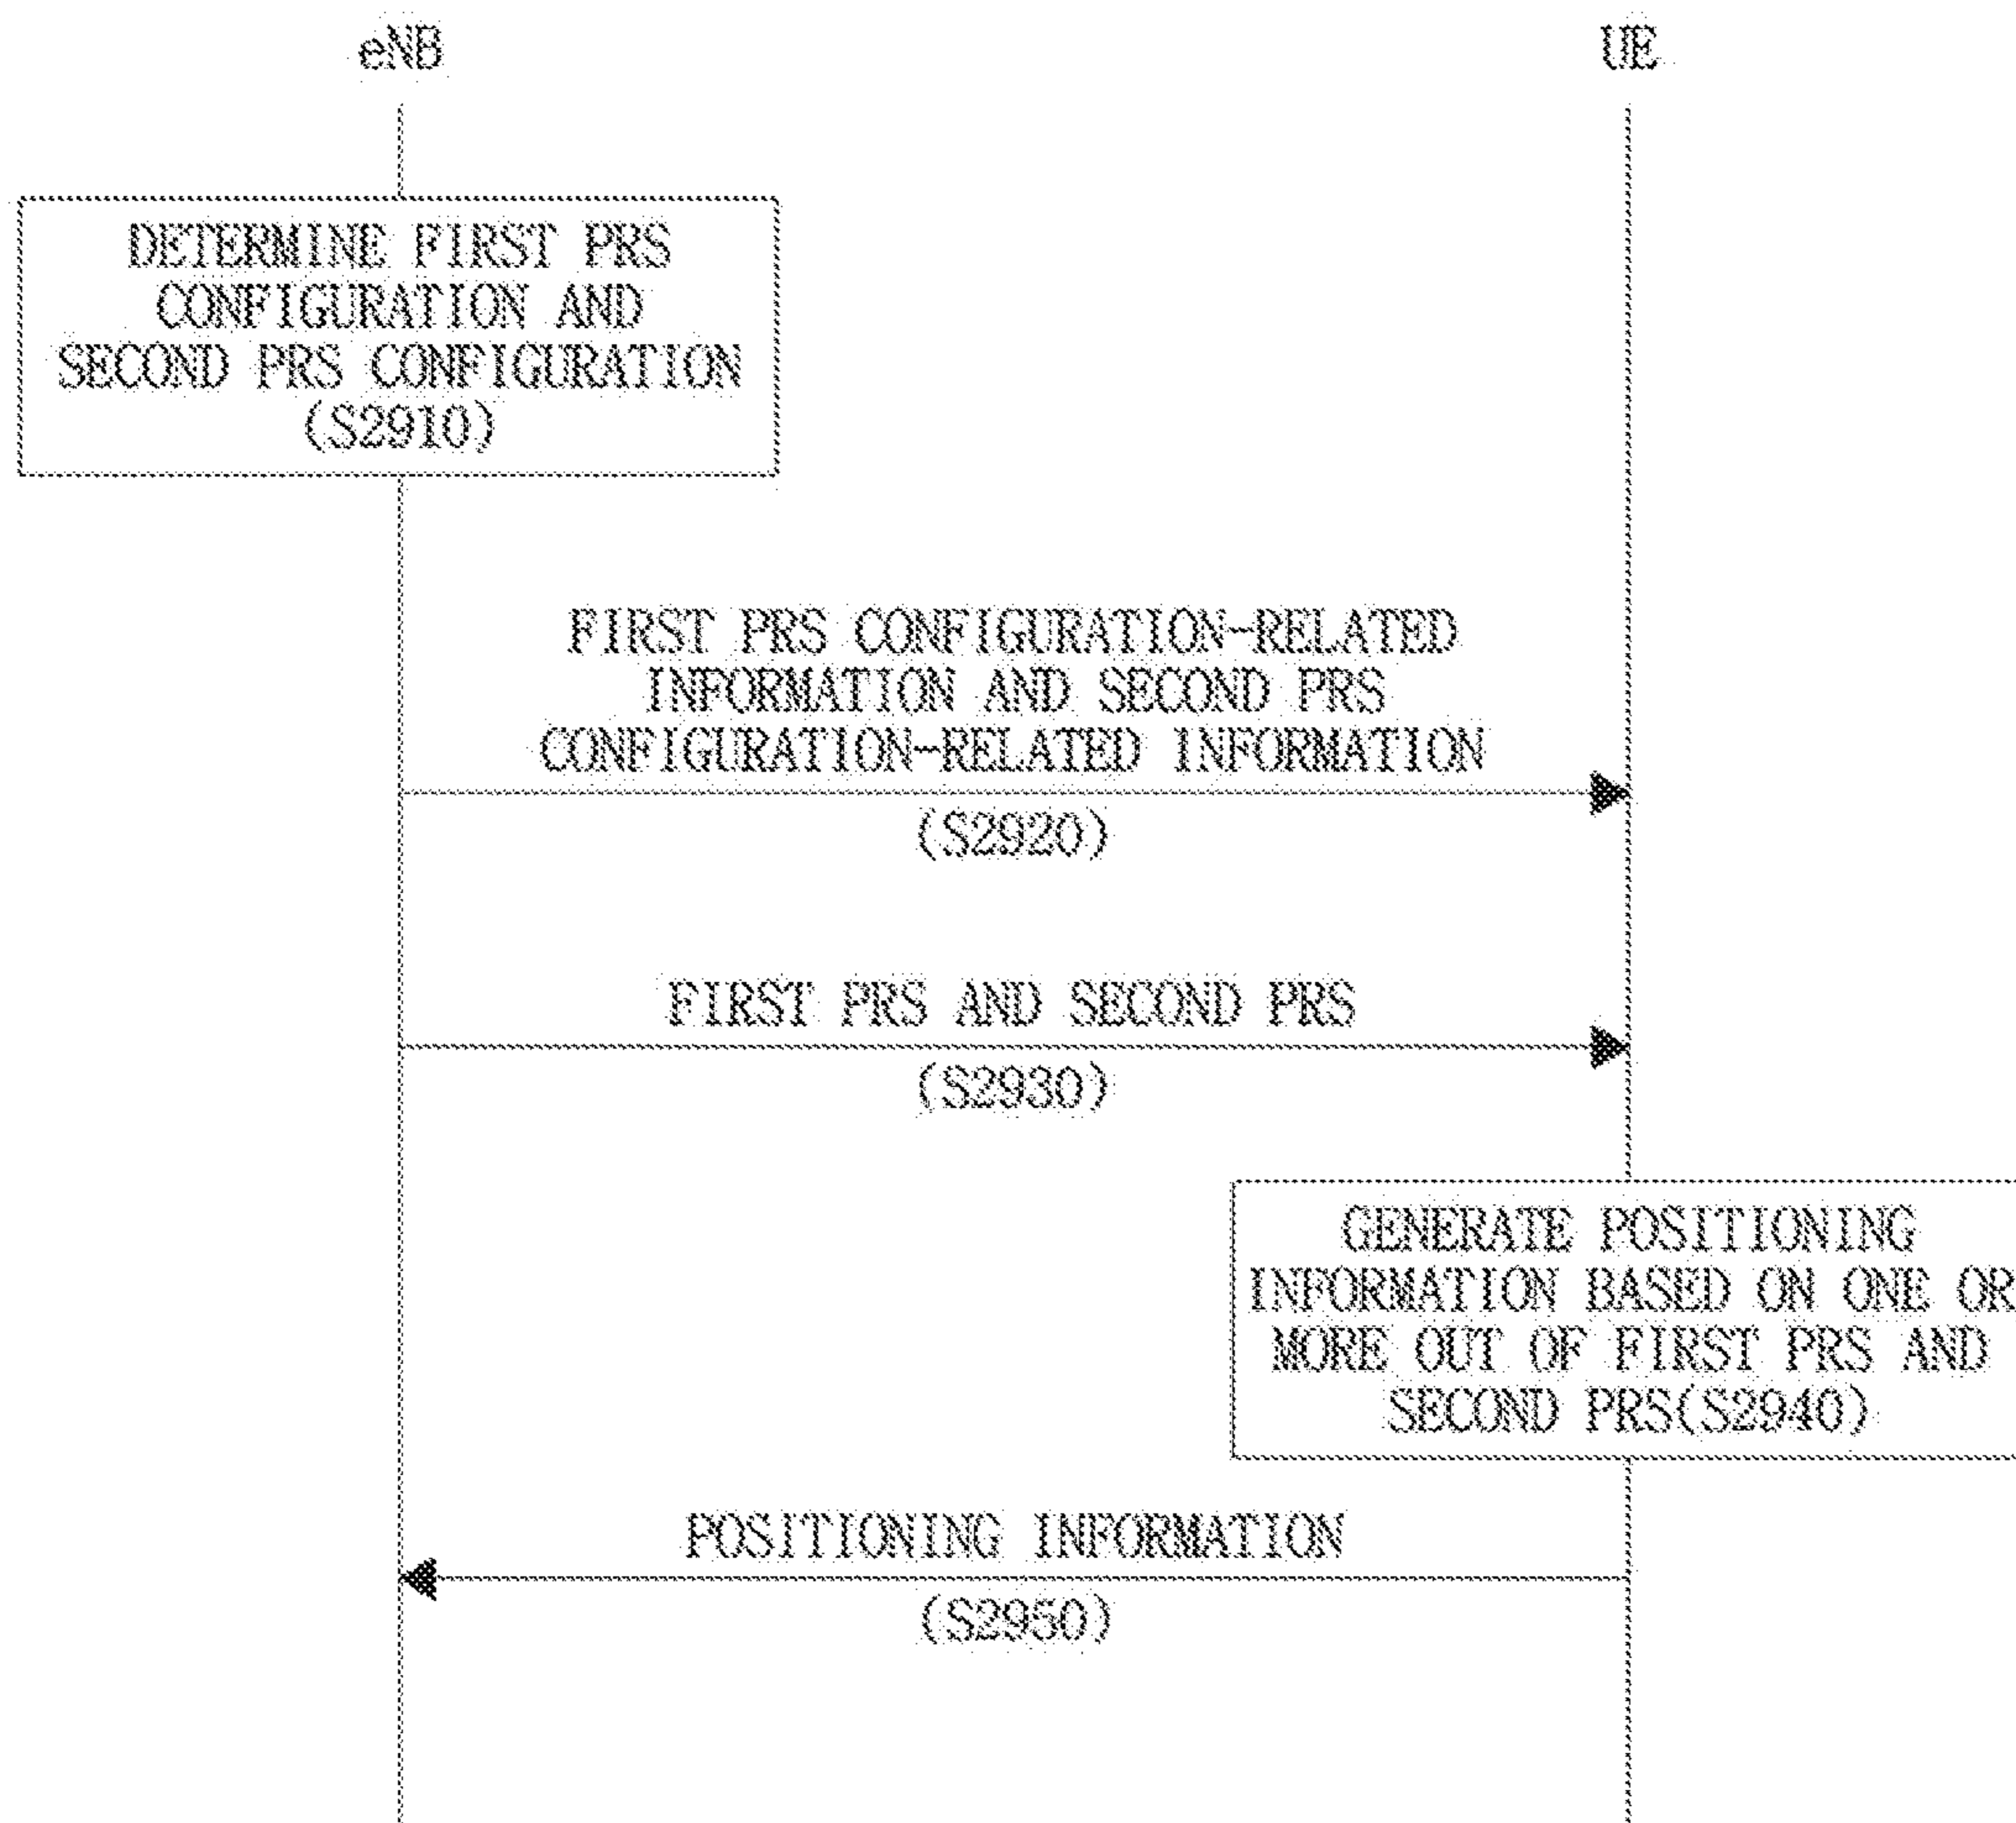 eNB
UE
DETERMINE FIRST PRS
CONFIGURATION AND
SECOND PRS CONFIGURATION
(S2910)
FIRST PRS CONFIGURATION-RELATED
INFORMATION AND SECOND PRS
CONFIGURATION-RELATED INFORMATION
(S2920)
FIRST PRS AND SECOND PRS
(S2930)
GENERATE POSITIONING
INFORMATION BASED ON ONE OR
MORE OUT OF FIRST PRS AND
SECOND PRS(S2940)
POSITIONING INFORMATION
(S2950)